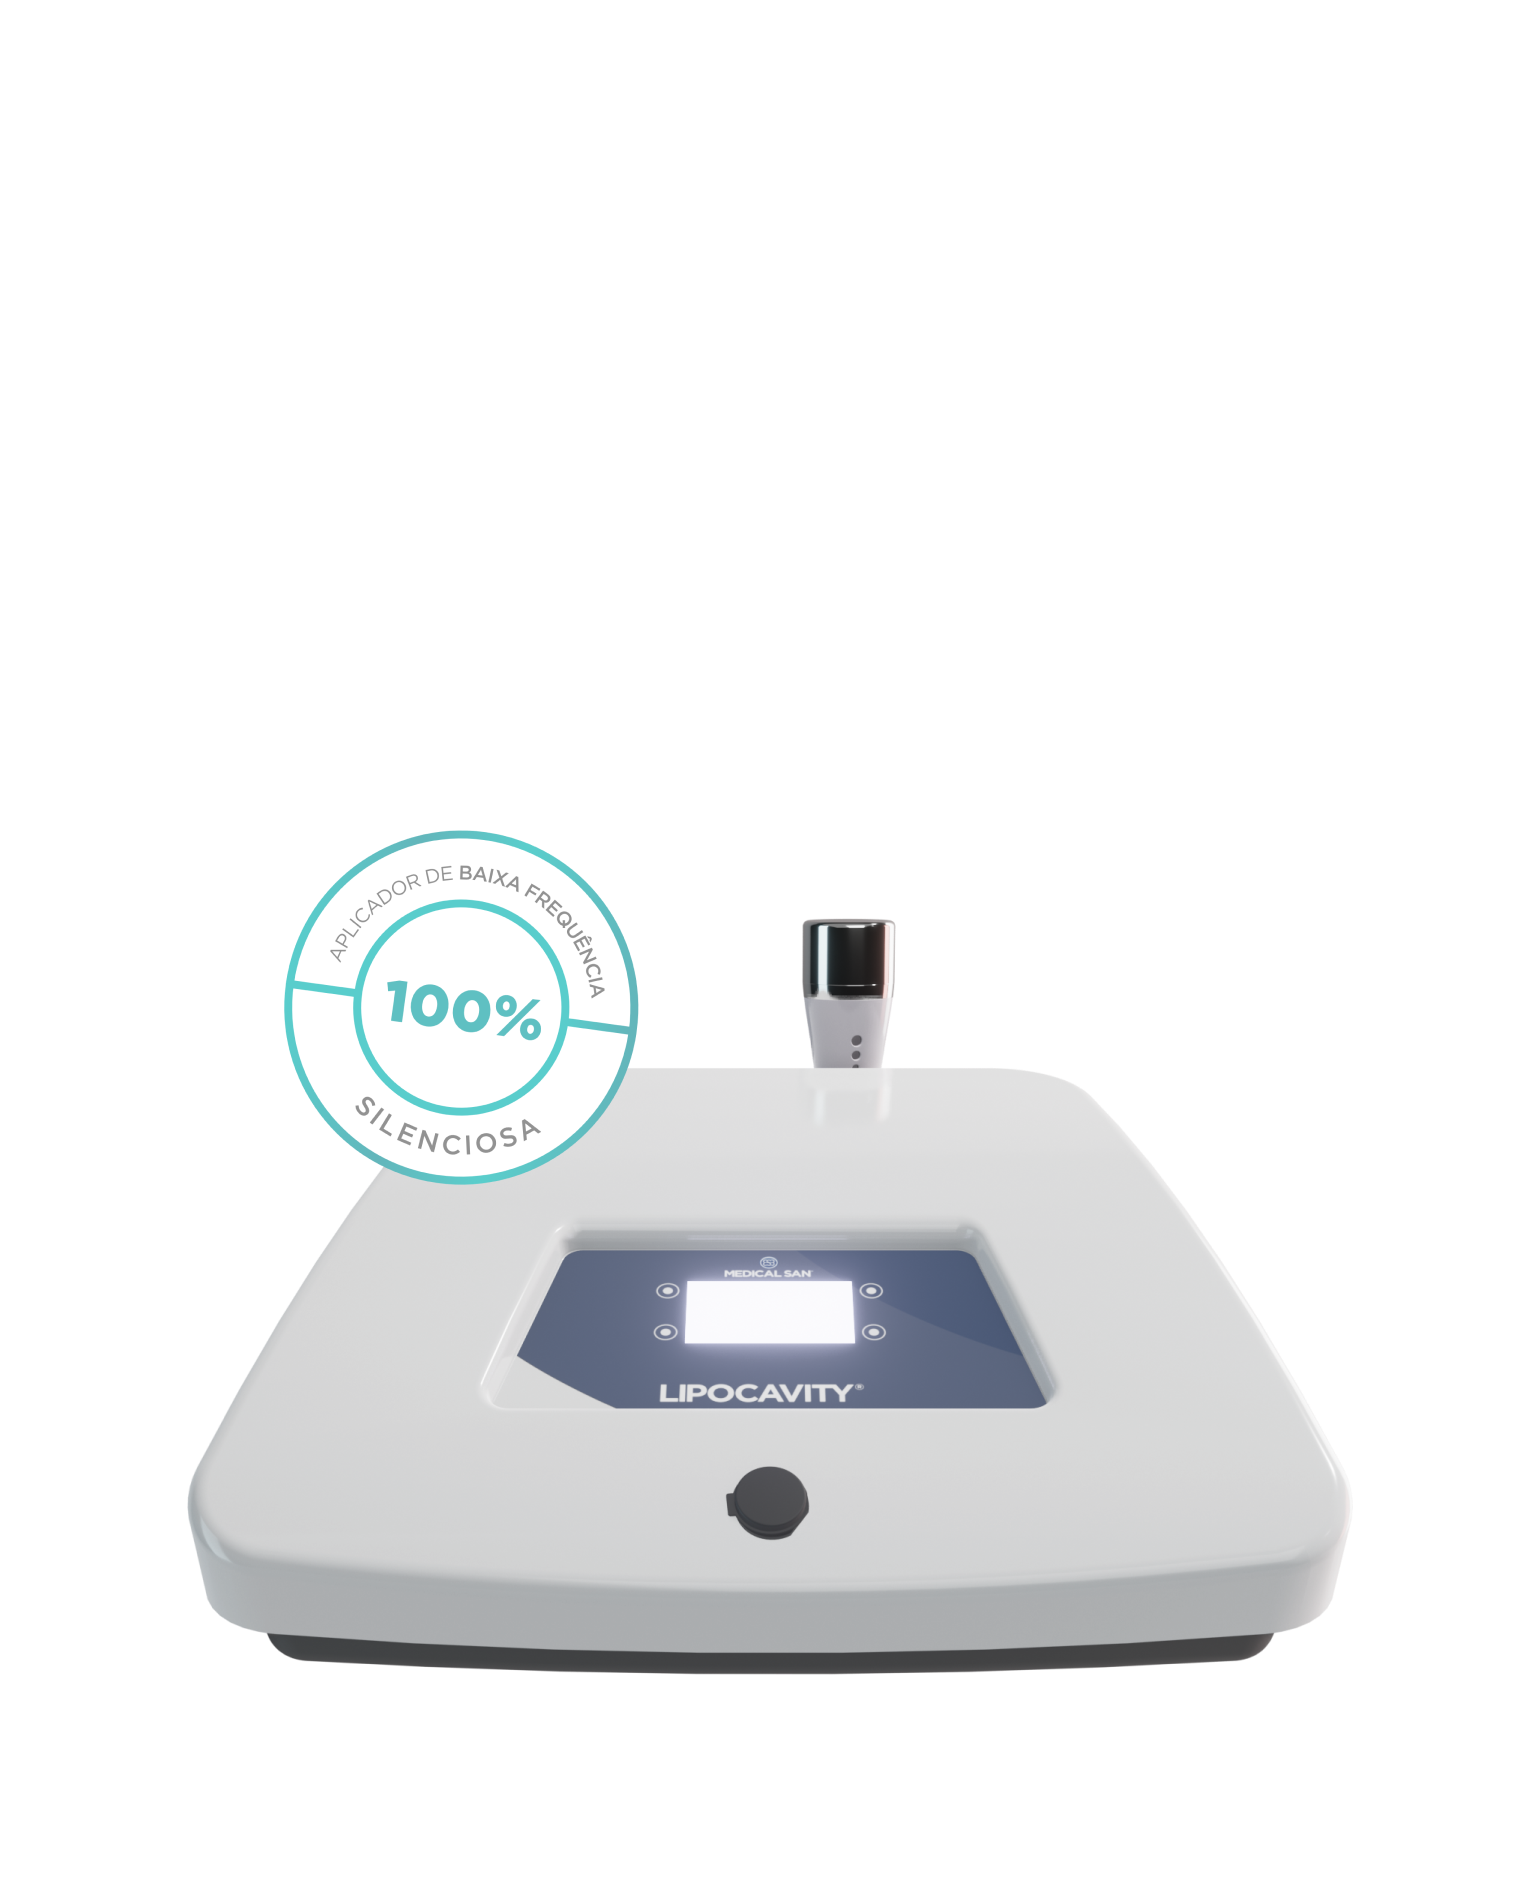 APLICADOR DE BAIXA FREQUÊNCIA
100%
SILENCIOSA
MEDICAL SAN
LIPOCAVITY®